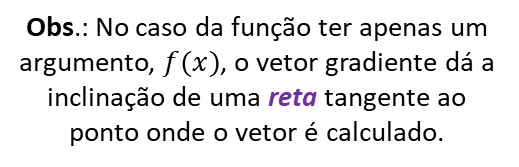 Obs.: No caso da função ter apenas um
argumento, f(x), o vetor gradiente dá a
inclinação de uma reta tangente ao
ponto onde o vetor é calculado.